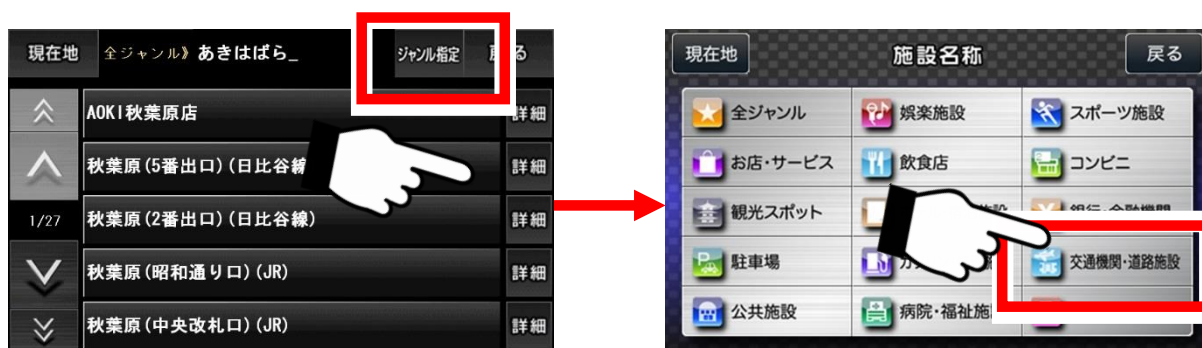 現在地 全ジャンル》あきはばら_ ジャンル指定
AOKI秋葉原店 詳細
秋葉原(5番出口)(日比谷線 詳細
1/27 秋葉原(2番出口)(日比谷線) 詳細
秋葉原(昭和通り口)(JR) 詳細
秋葉原(中央改札口)(JR) 詳細
現在地 施設名称 戻る
全ジャンル 娯楽施設 スポーツ施設
お店・サービス 飲食店 コンビニ
観光スポット
駐車場 交通機関・道路施設
公共施設 病院・福祉施